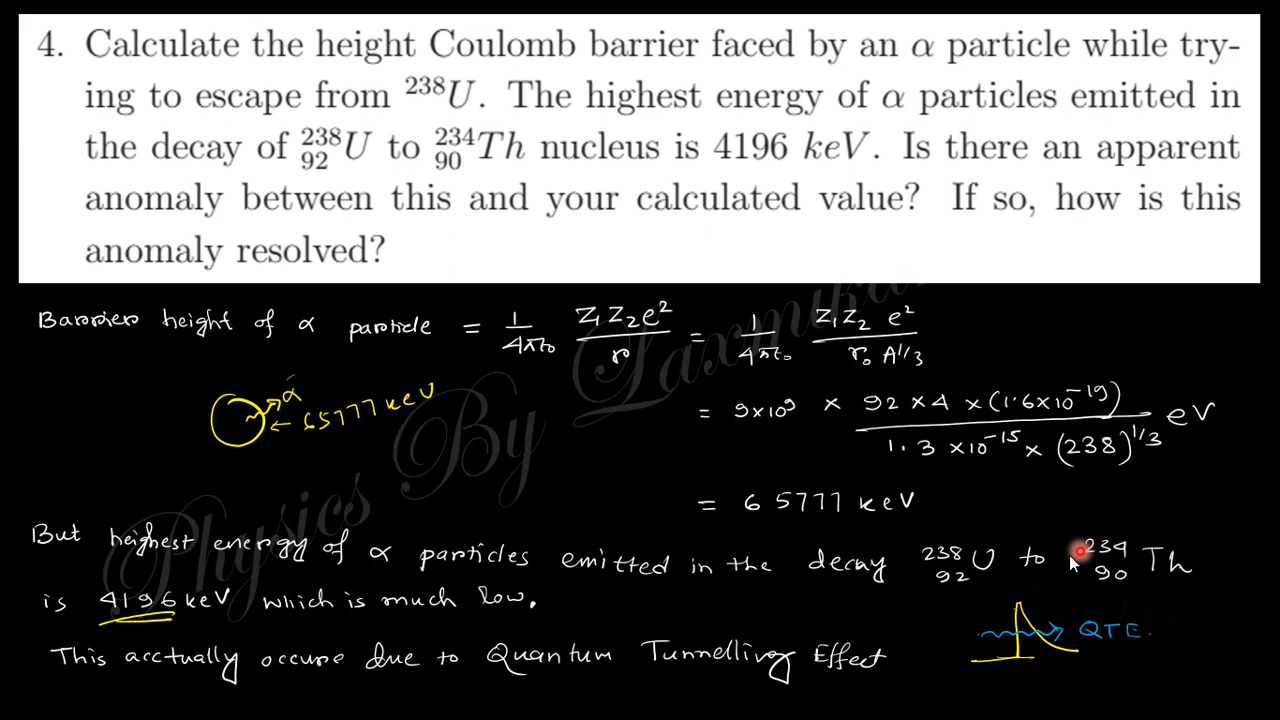 4. Calculate the height Coulomb barrier faced by an α particle while try-
ing to escape from ²³⁸U. The highest energy of α particles emitted in
the decay of ²³⁸₉₂U to ²³⁴₉₀Th nucleus is 4196 keV. Is there an apparent
anomaly between this and your calculated value? If so, how is this
anomaly resolved?
Barrier height of α particle = 1/4πε₀ Z₁Z₂e²/r = 1/4πε₀ Z₁Z₂ e²/r₀ A^1/3
α
← 65777 keV
= 9×10⁹ × 92×4×(1.6×10⁻¹⁹)/1.3×10⁻¹⁵×(238)^1/3 eV
= 65777 keV
But heighest energy of α particles emitted in the decay ²³⁸₉₂U to ²³⁴₉₀Th
is 4196 keV which is much low.
QTE.
This acctually occurs due to Quantum Tunnelling Effect
Physics By Laxmikan